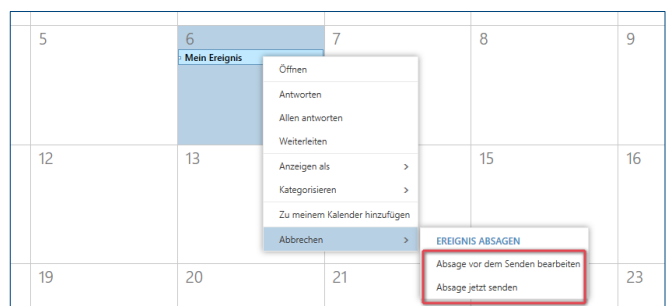 5 6 7 8 9
Mein Ereignis
Öffnen
Antworten
Allen antworten
Weiterleiten
12 13 15 16
Anzeigen als
Kategorisieren
Zu meinem Kalender hinzufügen
Abbrechen
EREIGNIS ABSAGEN
Absage vor dem Senden bearbeiten
Absage jetzt senden
19 20 21 23